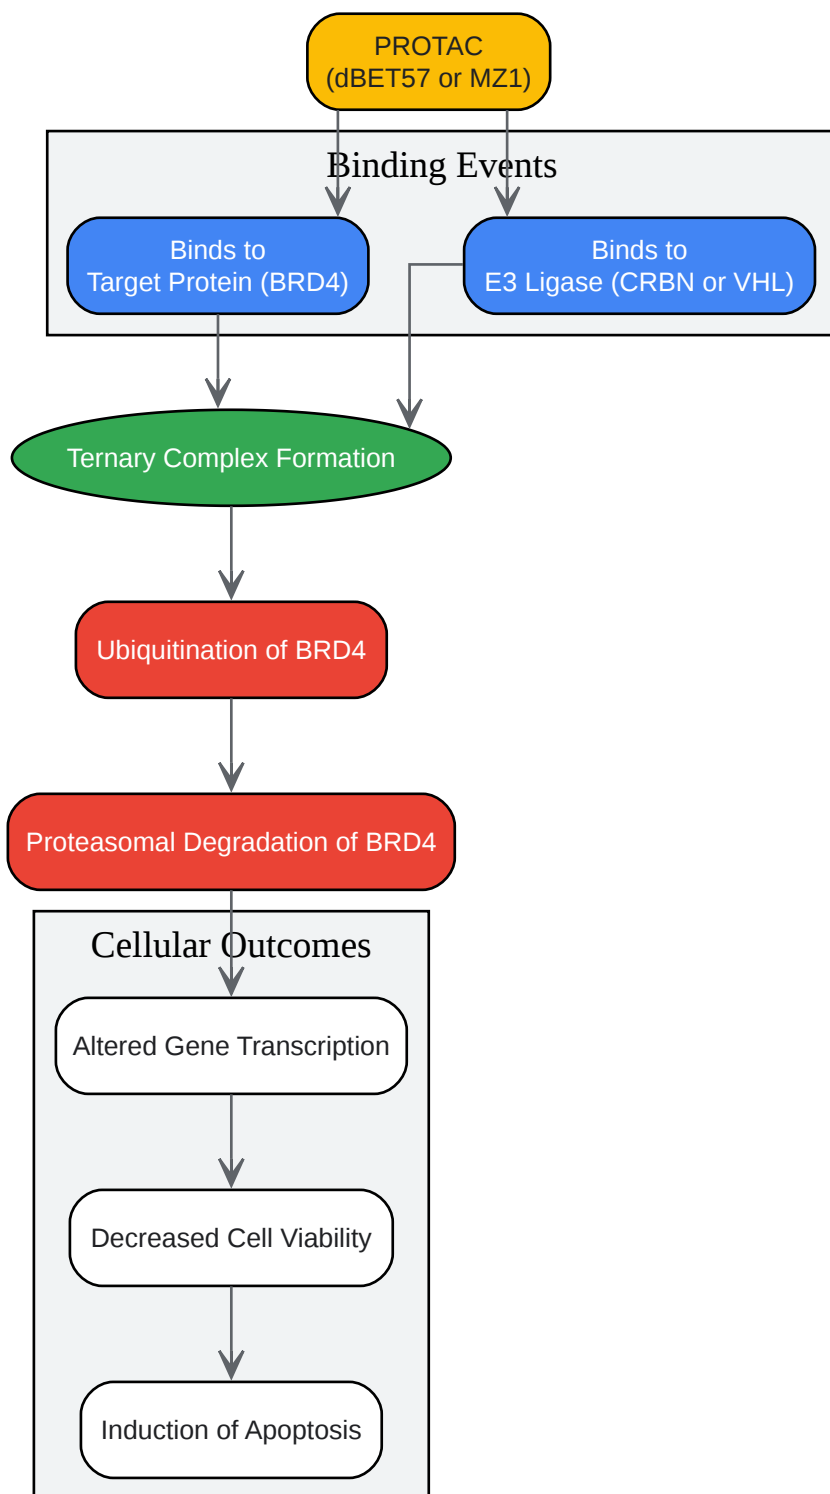 PROTAC
(dBET57 or MZ1)
Binding Events
Binds to
Target Protein (BRD4)
Binds to
E3 Ligase (CRBN or VHL)
Ternary Complex Formation
Ubiquitination of BRD4
Proteasomal Degradation of BRD4
Cellular Outcomes
Altered Gene Transcription
Decreased Cell Viability
Induction of Apoptosis